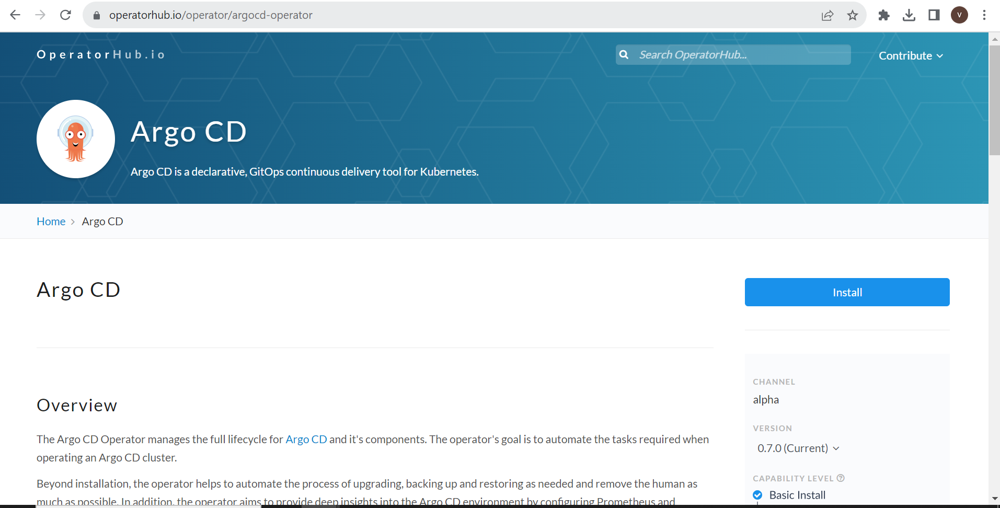 operatorhub.io/operator/argocd-operator
V
OperatorHub.io
Search OperatorHub...
Contribute
Argo CD
Argo CD is a declarative, GitOps continuous delivery tool for Kubernetes.
Home > Argo CD
Argo CD
Install
Overview
The Argo CD Operator manages the full lifecycle for Argo CD and it's components. The operator's goal is to automate the tasks required when
operating an Argo CD cluster.
Beyond installation, the operator helps to automate the process of upgrading, backing up and restoring as needed and remove the human as
much as possible. In addition, the operator aims to provide deep insights into the Argo CD environment by configuring Prometheus and
CHANNEL
alpha
VERSION
0.7.0 (Current)
CAPABILITY LEVEL
Basic Install